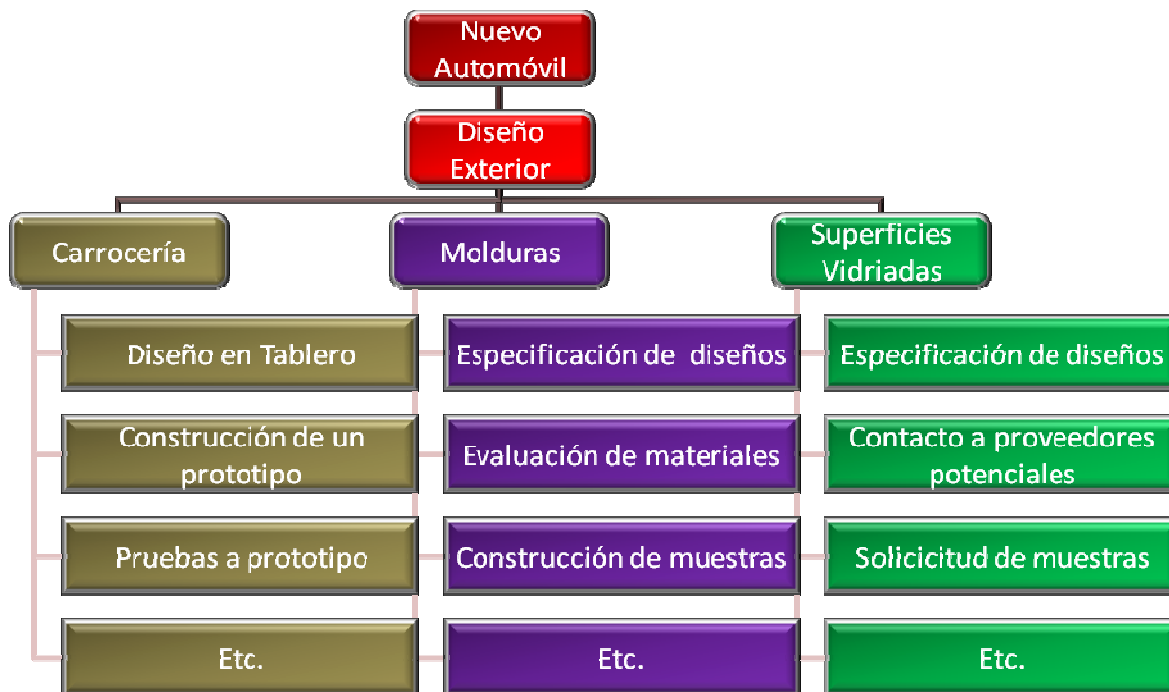 Nuevo
Automóvil
Diseño
Exterior
Carrocería
Molduras
Superficies
Vidriadas
Diseño en Tablero
Especificación de diseños
Especificación de diseños
Construcción de un
prototipo
Evaluación de materiales
Contacto a proveedores
potenciales
Pruebas a prototipo
Construcción de muestras
Solicicitud de muestras
Etc.
Etc.
Etc.